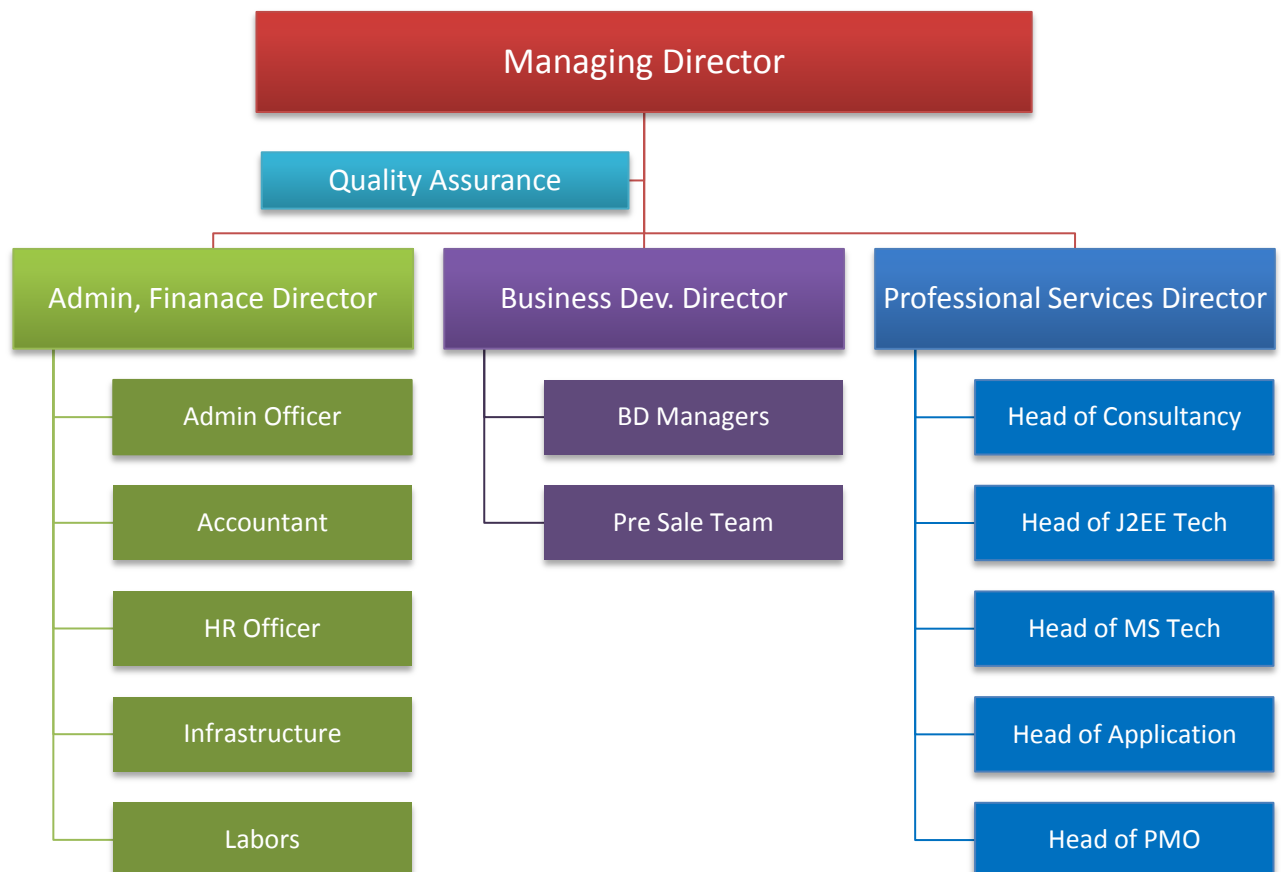 Managing Director
Quality Assurance
Admin, Finanace Director
Business Dev. Director
Professional Services Director
Admin Officer
BD Managers
Head of Consultancy
Accountant
Pre Sale Team
Head of J2EE Tech
HR Officer
Head of MS Tech
Infrastructure
Head of Application
Labors
Head of PMO